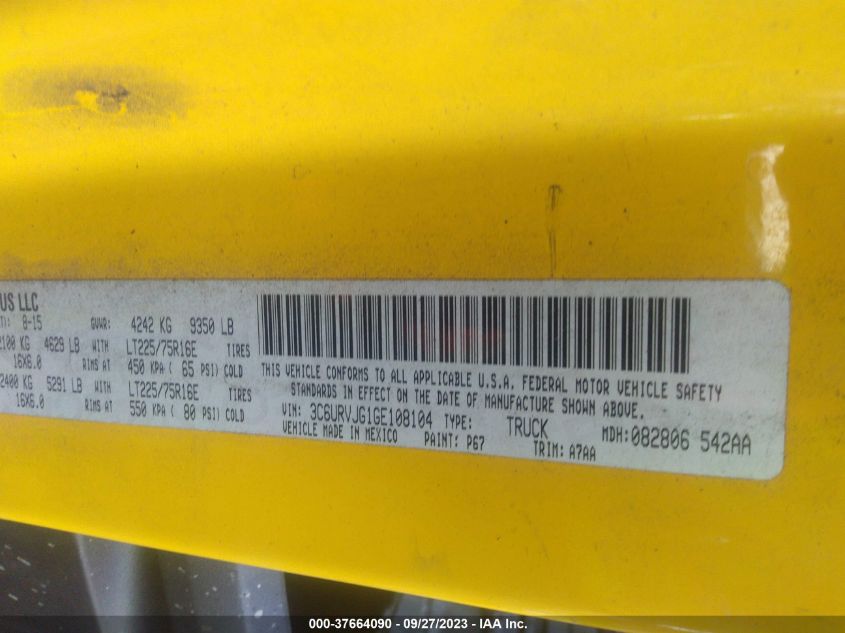 US LLC
8-15 GVWR: 4242 KG 9350 LB
2100 KG 4629 LB WITH LT225/75R16E TIRES
16X6.0 RIMS AT 450 KPA ( 65 PSI) COLD
2400 KG 5291 LB WITH LT225/75R16E TIRES
16X6.0 RIMS AT 550 KPA ( 80 PSI) COLD
THIS VEHICLE CONFORMS TO ALL APPLICABLE U.S.A. FEDERAL MOTOR VEHICLE SAFETY
STANDARDS IN EFFECT ON THE DATE OF MANUFACTURE SHOWN ABOVE.
VIN: 3C6URVJG1GE108104 TYPE: TRUCK MDH:082806 542AA
VEHICLE MADE IN MEXICO PAINT: P67 TRIM: A7AA
000-37664090 - 09/27/2023 - IAA Inc.